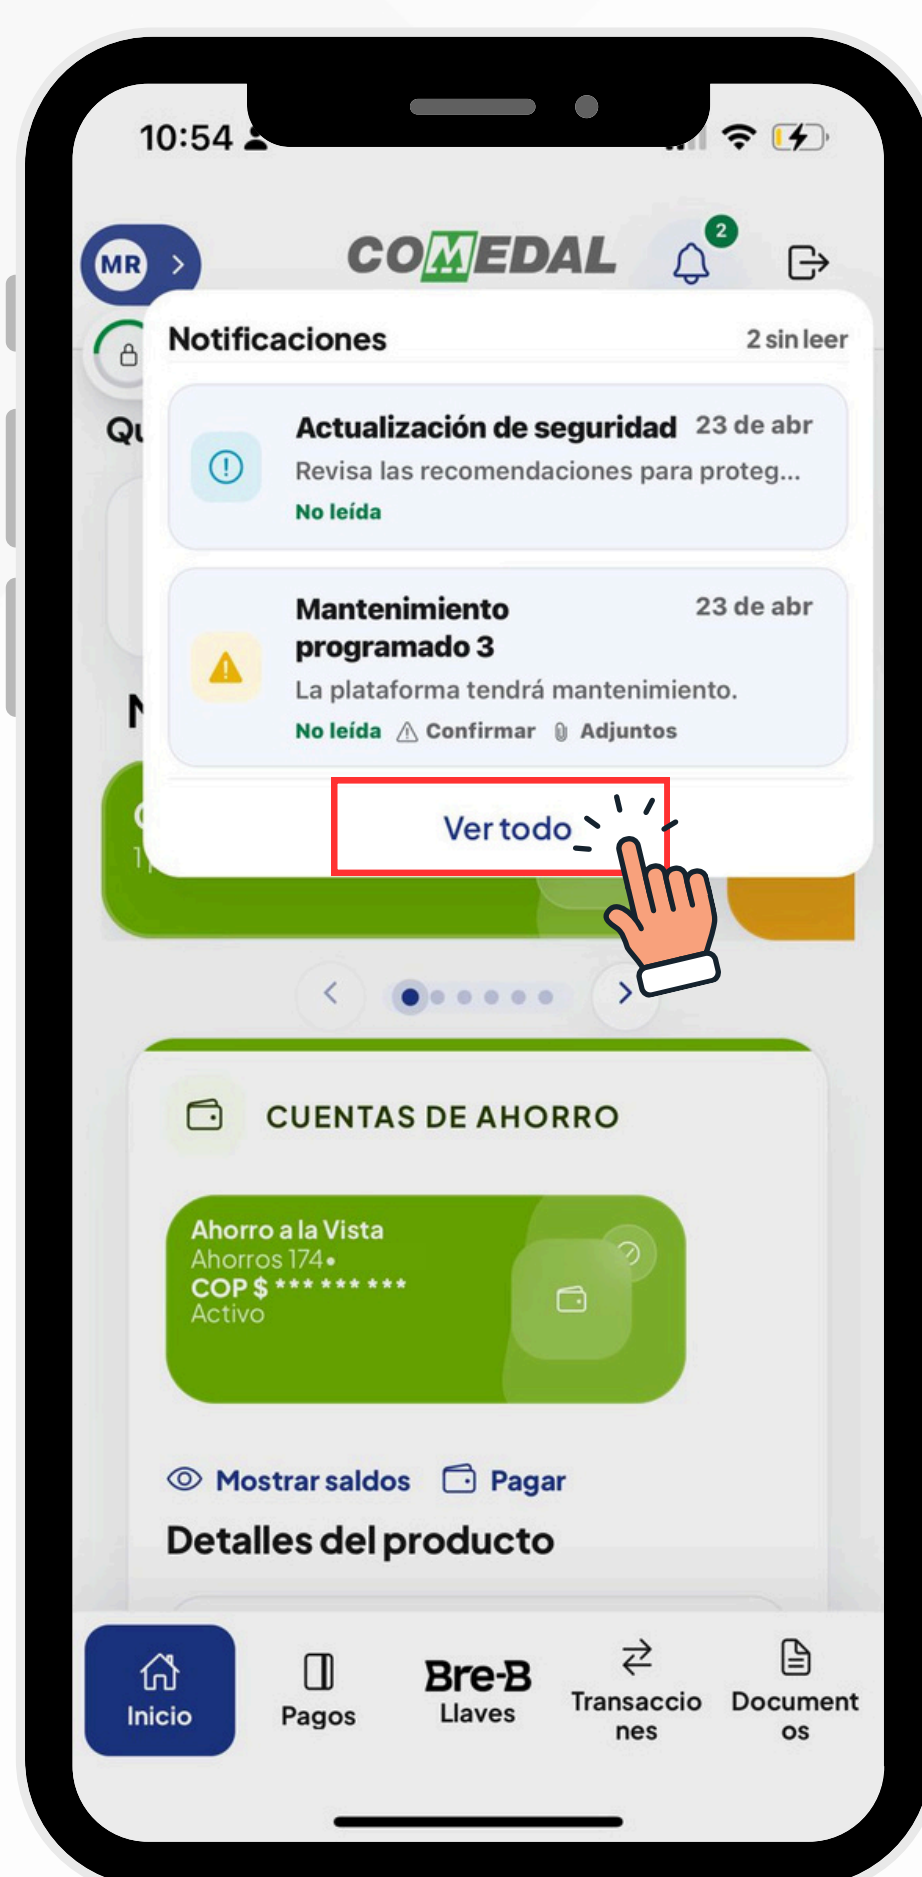 10:54
MR
COMEDAL
2
Notificaciones
2 sin leer
Qu
Actualización de seguridad
23 de abr
Revisa las recomendaciones para proteg...
No leída
Mantenimiento
programado 3
23 de abr
La plataforma tendrá mantenimiento.
No leída Confirmar Adjuntos
Ver todo
CUENTAS DE AHORRO
Ahorro a la Vista
Ahorros 174•
COP $ *** *** ***
Activo
Mostrar saldos Pagar
Detalles del producto
Inicio
Pagos
Bre-B
Llaves
Transaccio
nes
Document
os